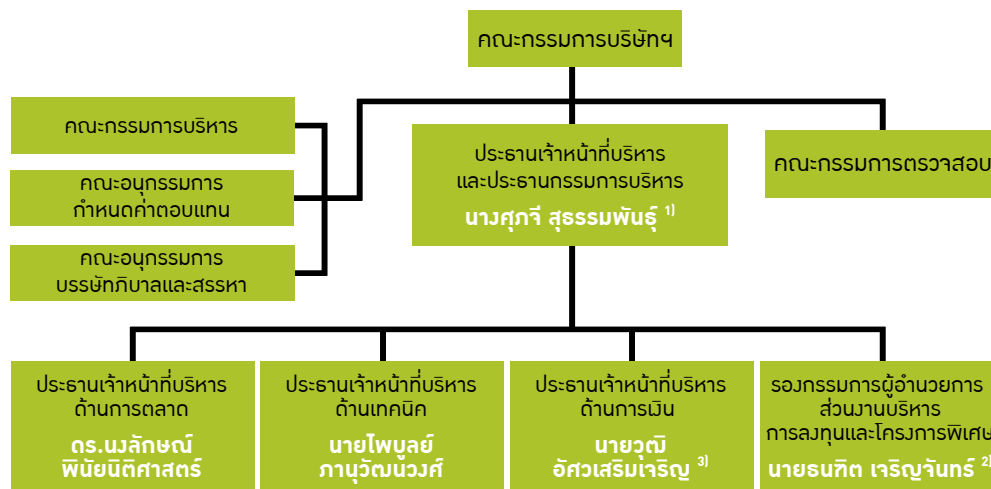 คณะกรรมการบริษัทฯ
คณะกรรมการบริหาร
คณะอนุกรรมการ
กำหนดค่าตอบแทน
คณะอนุกรรมการ
บรรษัทภิบาลและสรรหา
ประธานเจ้าหน้าที่บริหาร
และประธานกรรมการบริหาร
นางศุภจี สุธรรมพันธุ์ 1)
คณะกรรมการตรวจสอบ
ประธานเจ้าหน้าที่บริหาร
ด้านการตลาด
ดร.นงลักษณ์
พินัยนิติศาสตร์
ประธานเจ้าหน้าที่บริหาร
ด้านเทคนิค
นายไพบูลย์
ภานุวัฒนวงศ์
ประธานเจ้าหน้าที่บริหาร
ด้านการเงิน
นายวุฒิ
อัศวเสริมเจริญ 3)
รองกรรมการผู้อำนวยการ
ส่วนงานบริหาร
การลงทุนและโครงการพิเศษ
นายธนฑิต เจริญจันทร์ 2)